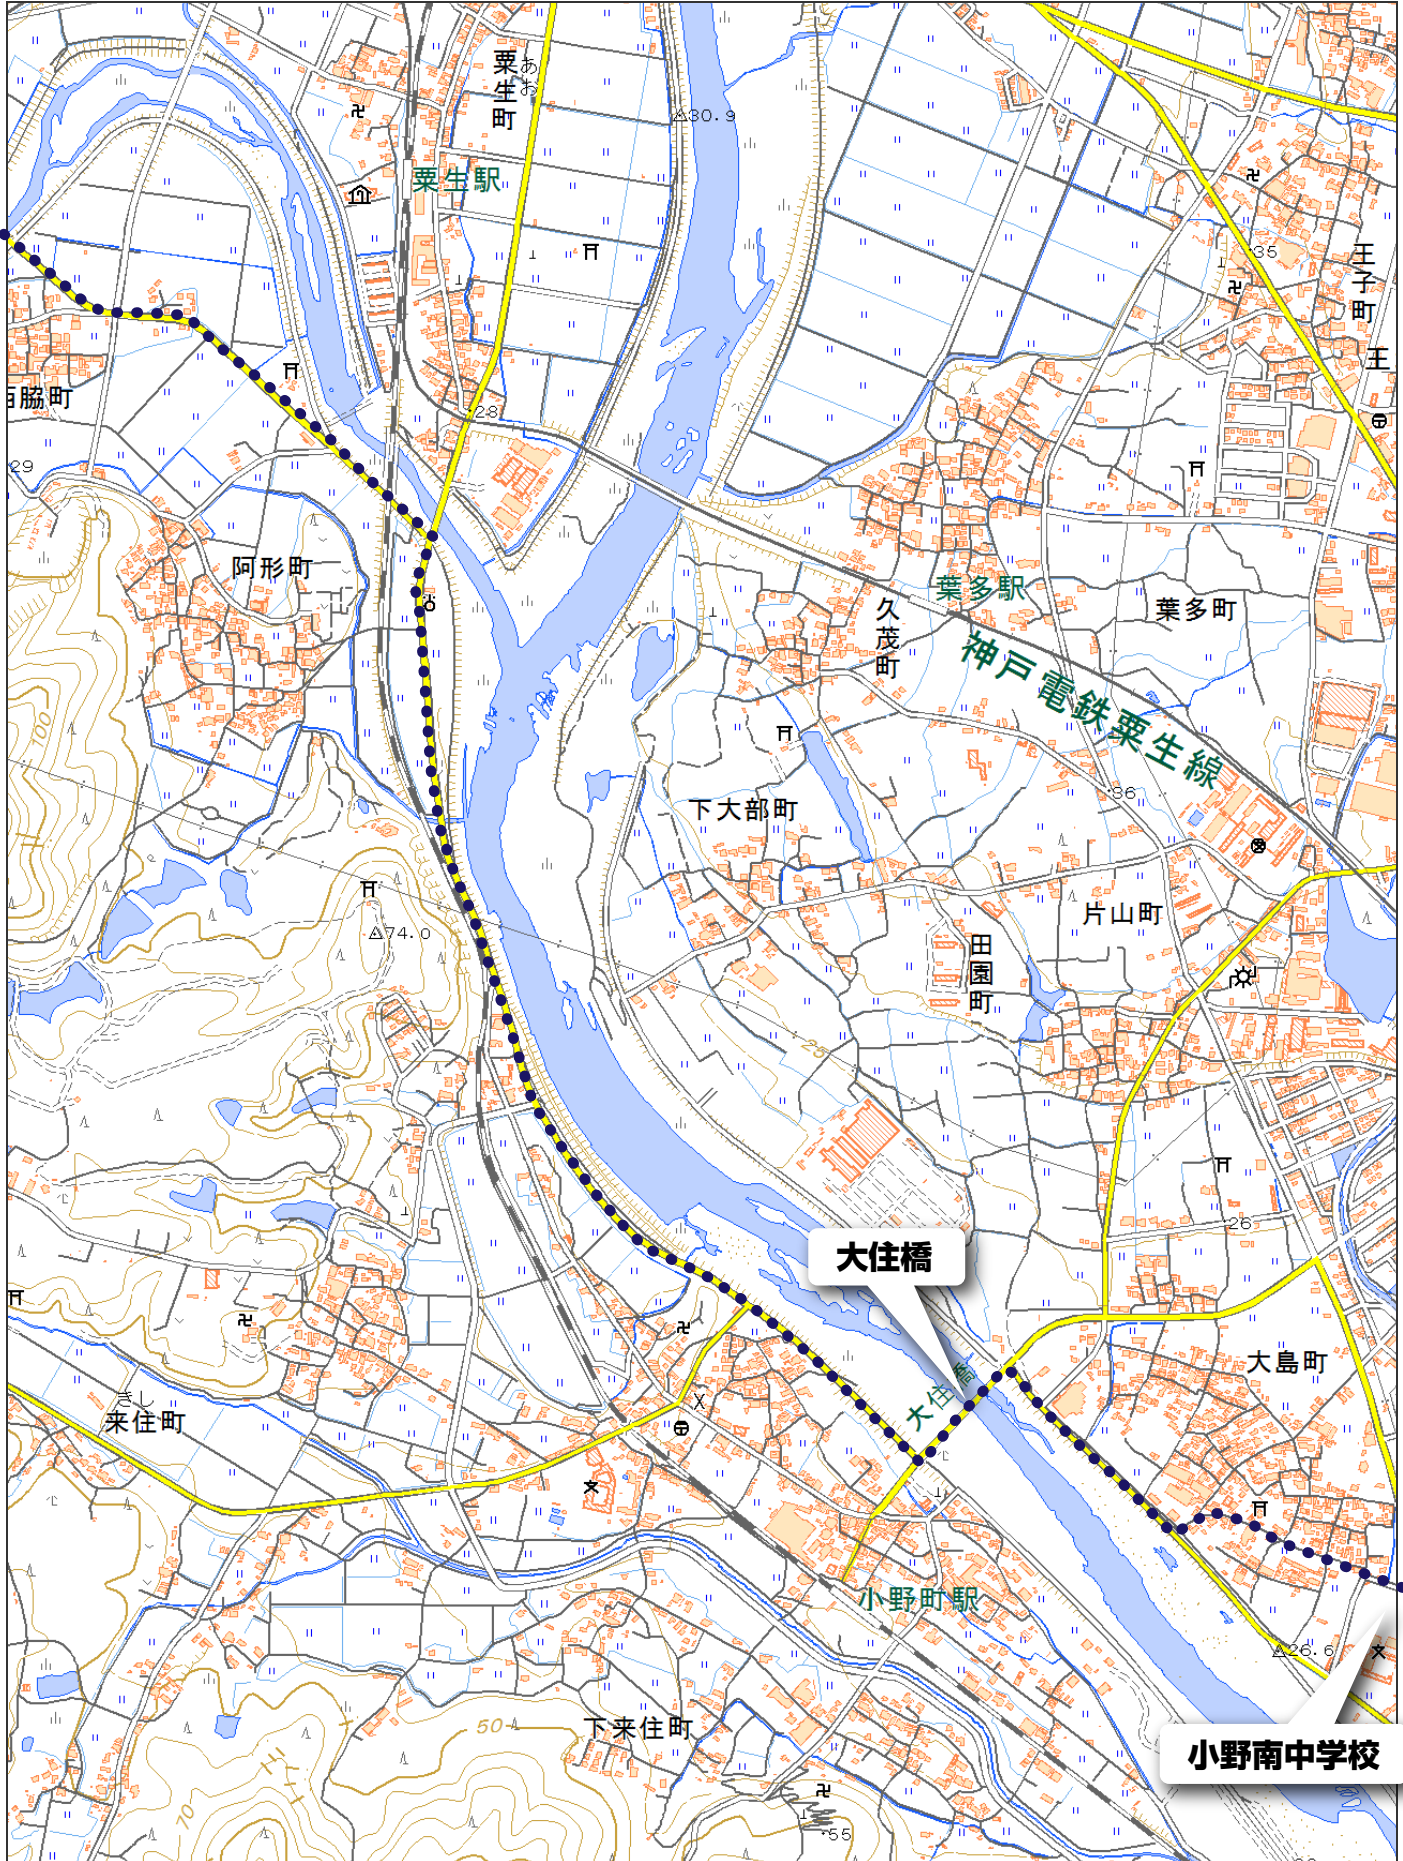 粟生町
あお
30.9
粟生駅
35
王子町
王
西脇町
28
29
阿形町
葉多駅
久茂町
葉多町
神戸電鉄粟生線
100
36
下大部町
片山町
74.0
田園町
25
26
大住橋
大住橋
大島町
きし
来住町
小野町駅
26.6
50
下来住町
小野南中学校
70
55